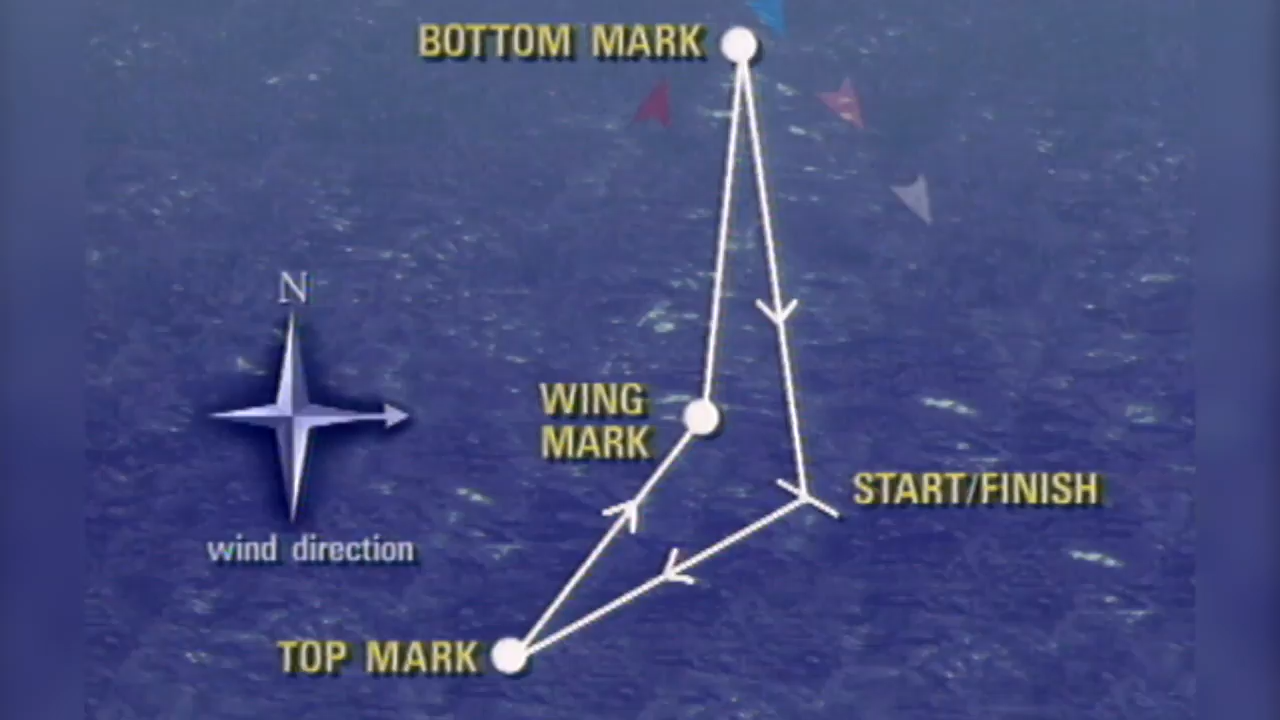 BOTTOM MARK
N
WING
MARK
START/FINISH
wind direction
TOP MARK